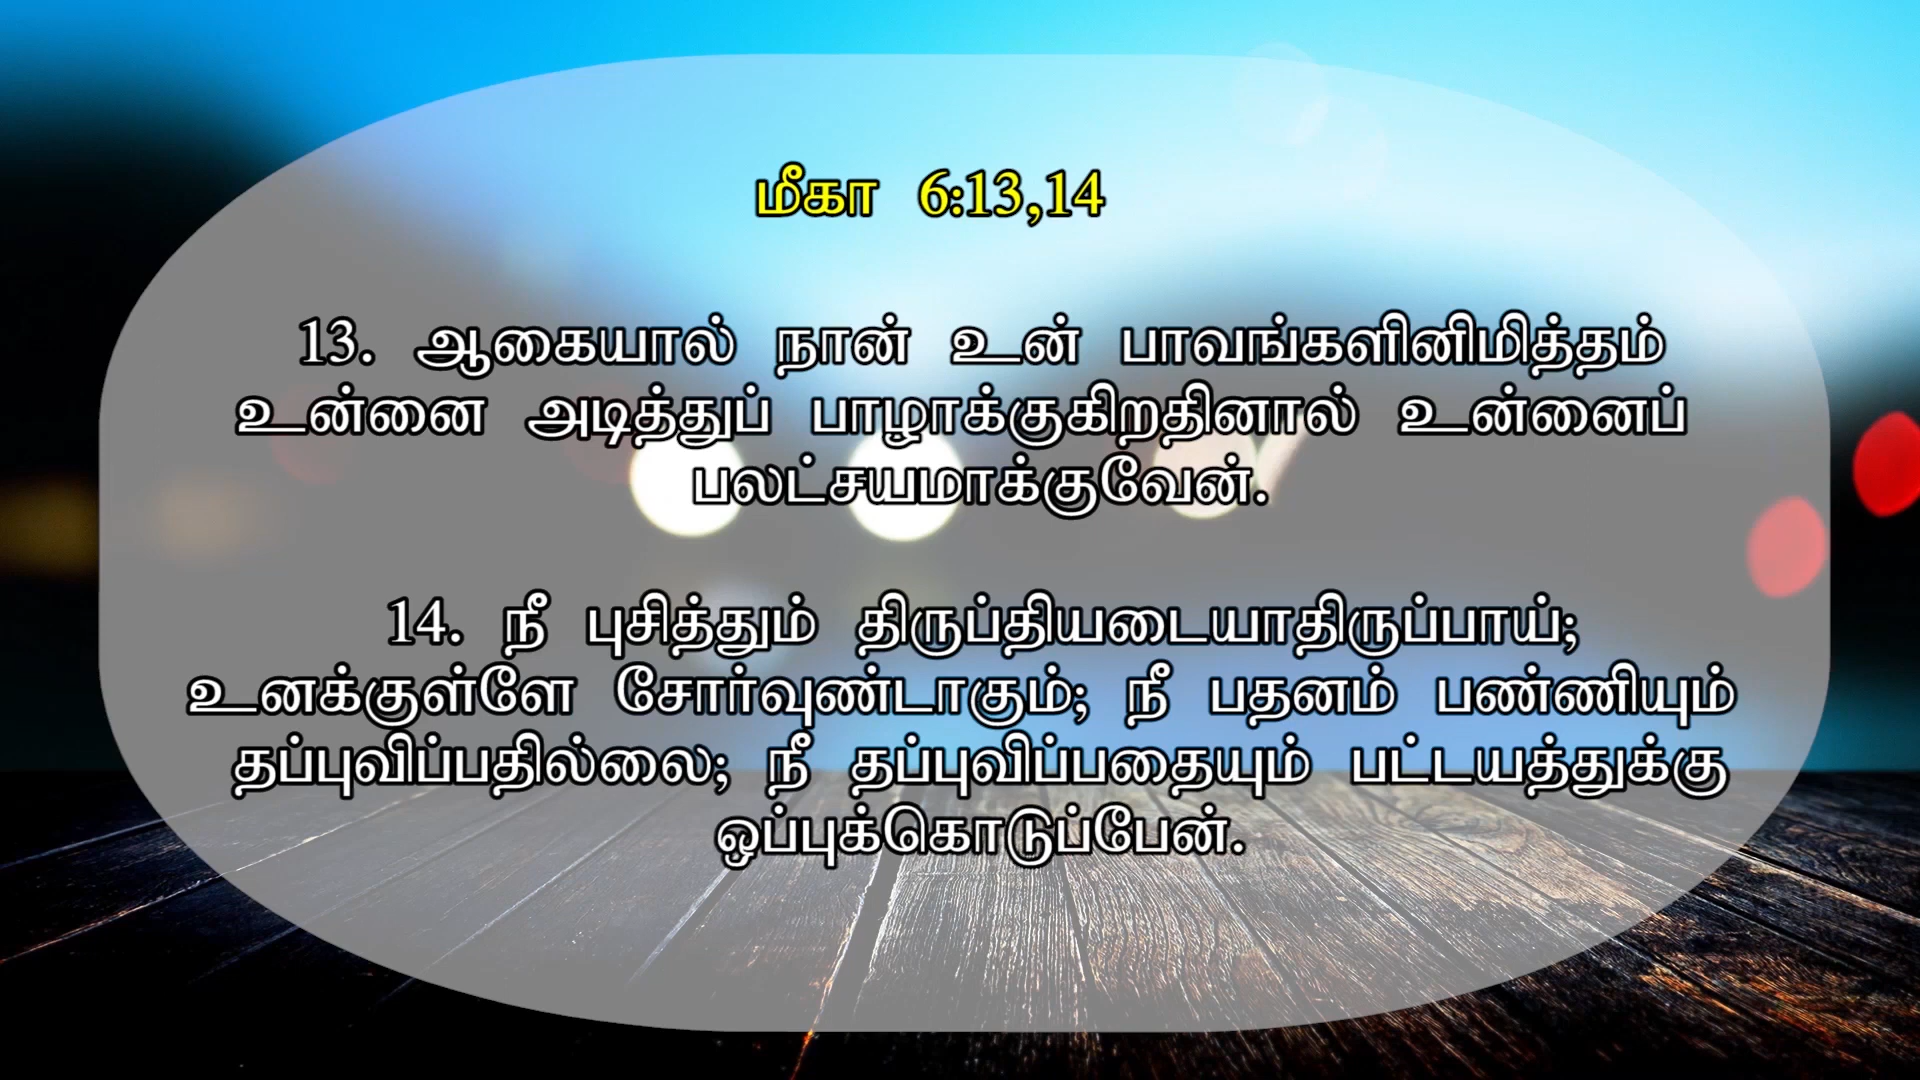 மீகா 6:13,14
13. ஆகையால் நான் உன் பாவங்களினிமித்தம்
உன்னை அடித்துப் பாழாக்குகிறதினால் உன்னைப்
பலட்சயமாக்குவேன்.
14. நீ புசித்தும் திருப்தியடையாதிருப்பாய்;
உனக்குள்ளே சோர்வுண்டாகும்; நீ பதனம் பண்ணியும்
தப்புவிப்பதில்லை; நீ தப்புவிப்பதையும் பட்டயத்துக்கு
ஒப்புக்கொடுப்பேன்.